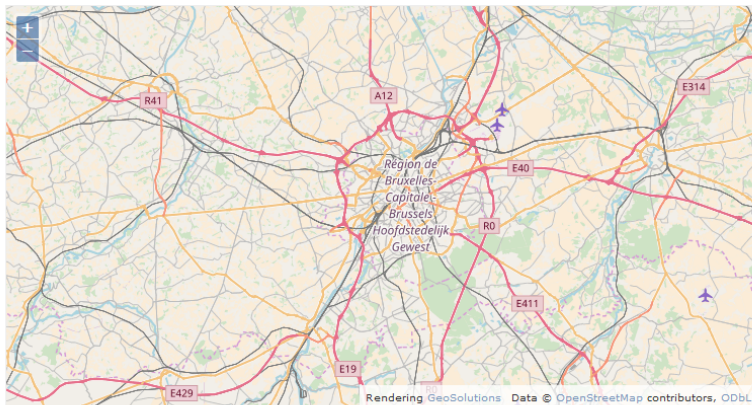 +
−
A12
E314
R41
Région de
Bruxelles-
Capitale -
Brussels
Hoofdstedelijk
Gewest
E40
R0
E411
E19
E429
Rendering GeoSolutions Data © OpenStreetMap contributors, ODbL